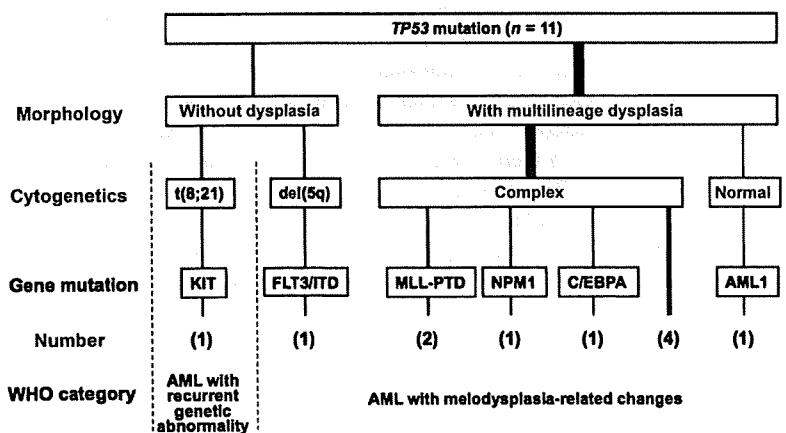 TP53 mutation (n = 11)
Morphology
Without dysplasia
With multilineage dysplasia
Cytogenetics
t(8;21)
del(5q)
Complex
Normal
Gene mutation
KIT
FLT3/ITD
MLL-PTD
NPM1
C/EBPA
AML1
Number
(1)
(1)
(2)
(1)
(1)
(4)
(1)
WHO category
AML with
recurrent
genetic
abnormality
AML with melodysplasia-related changes